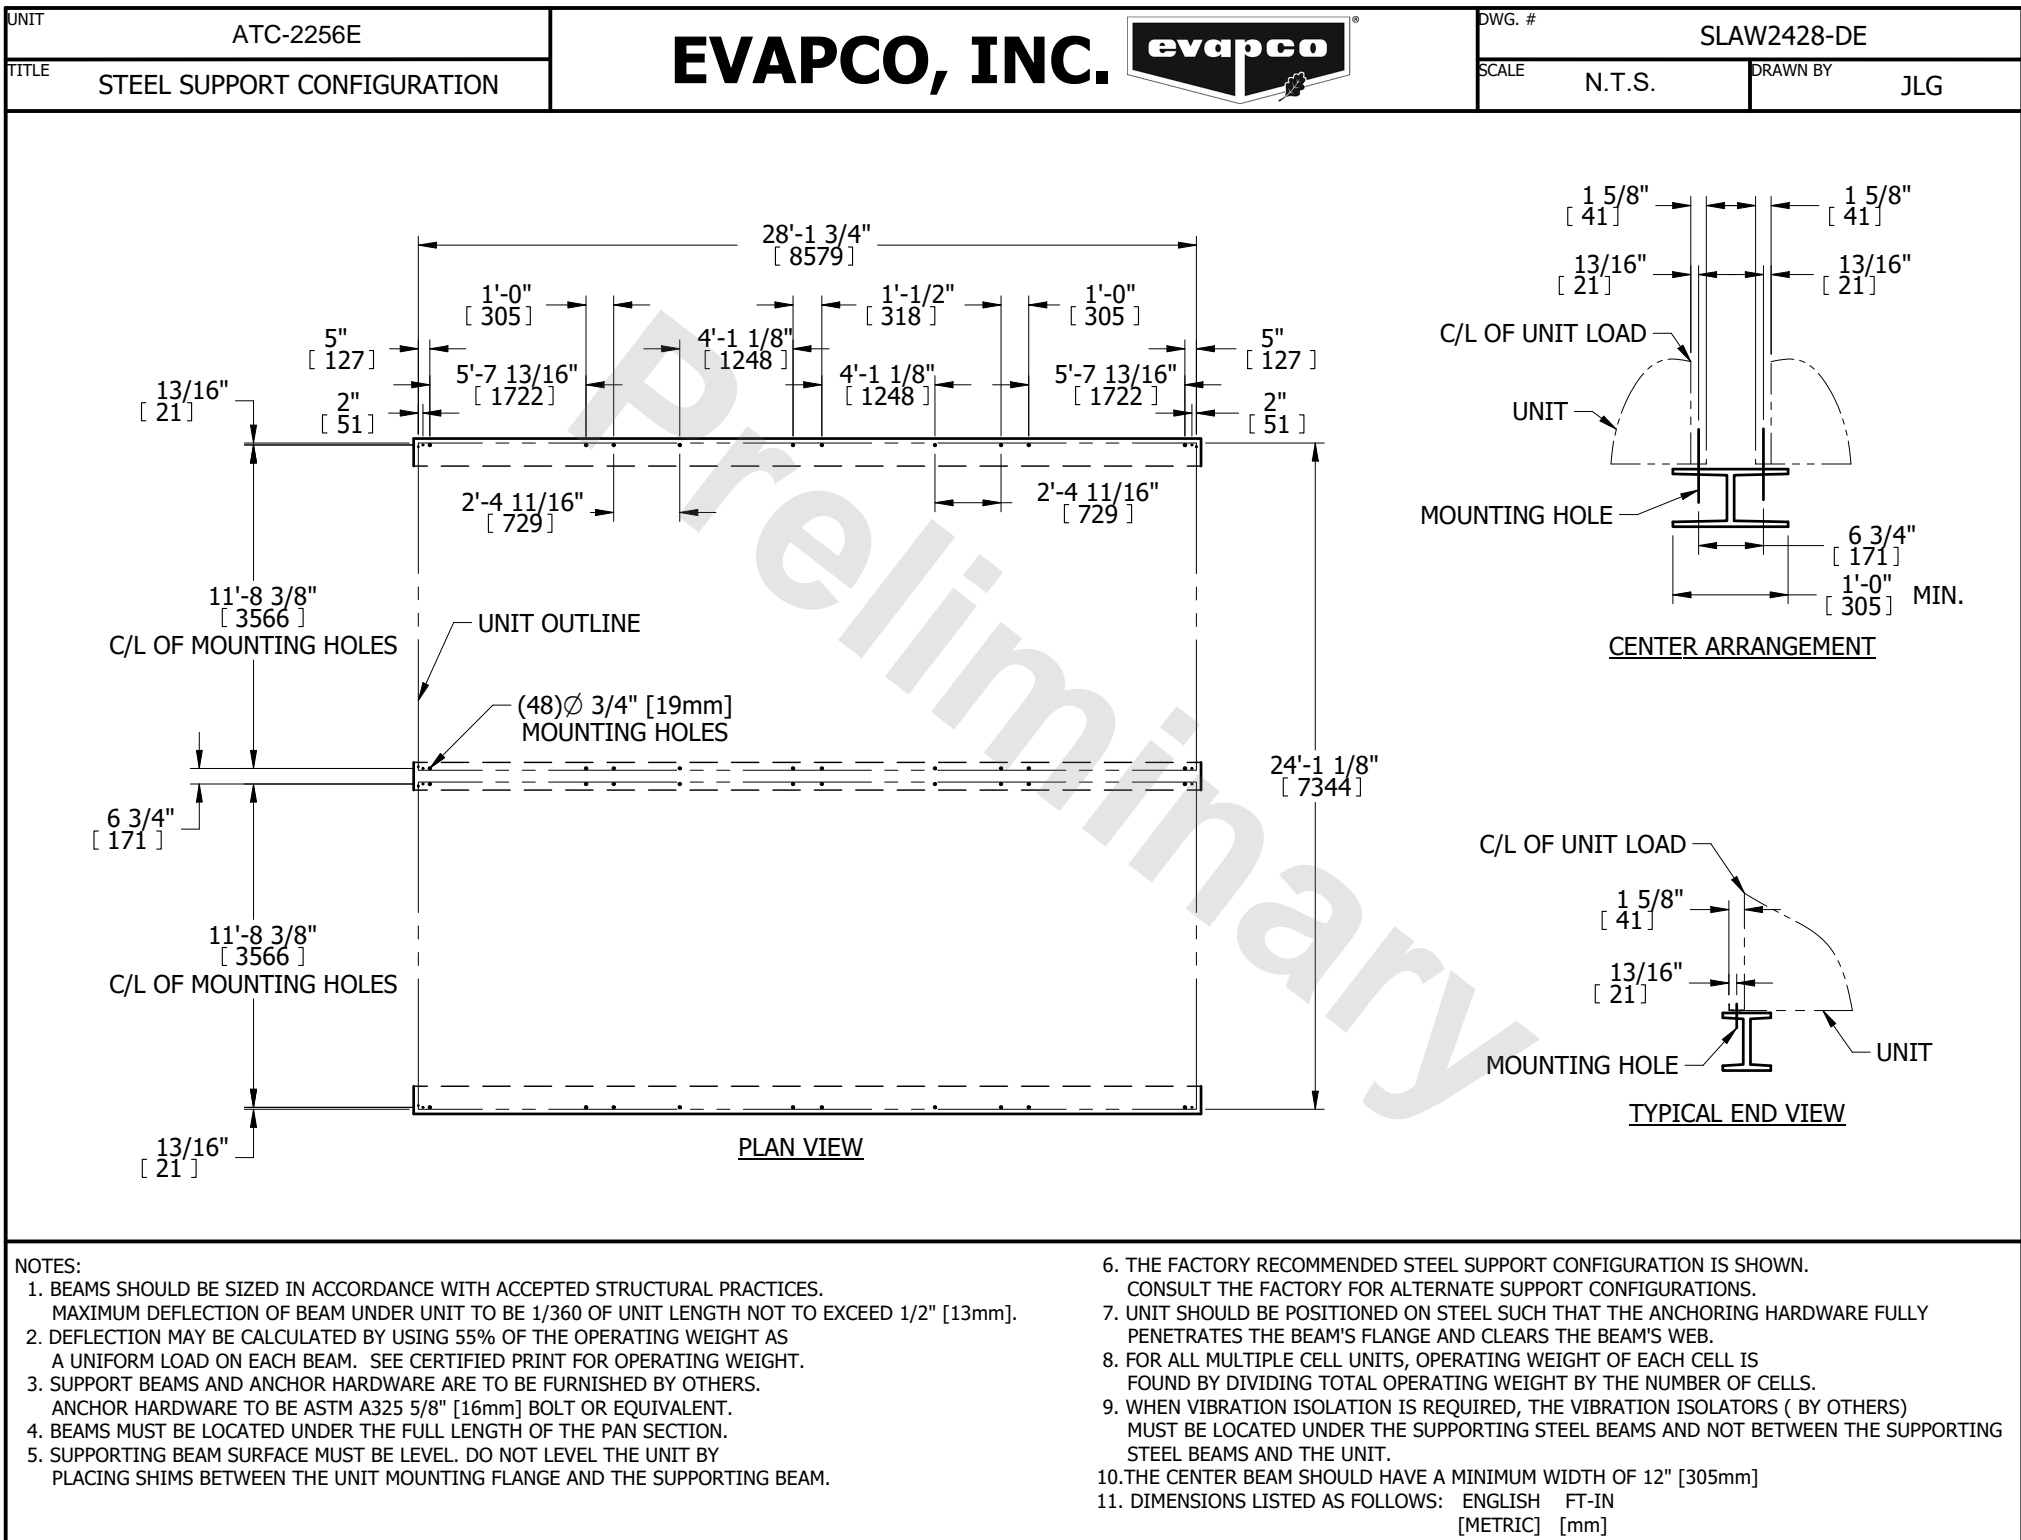 UNIT
ATC-2256E
TITLE
STEEL SUPPORT CONFIGURATION
EVAPCO, INC.
evapco
®
DWG. #
SLAW2428-DE
SCALE
N.T.S.
DRAWN BY
JLG
28'-1 3/4"
[ 8579 ]
1'-0"
[ 305 ]
1'-1/2"
[ 318 ]
1'-0"
[ 305 ]
5"
[ 127 ]
4'-1 1/8"
[ 1248 ]
5"
[ 127 ]
5'-7 13/16"
[ 1722 ]
4'-1 1/8"
[ 1248 ]
5'-7 13/16"
[ 1722 ]
13/16"
[ 21 ]
2"
[ 51 ]
2"
[ 51 ]
2'-4 11/16"
[ 729 ]
2'-4 11/16"
[ 729 ]
11'-8 3/8"
[ 3566 ]
C/L OF MOUNTING HOLES
UNIT OUTLINE
(48)Ø 3/4" [19mm]
MOUNTING HOLES
6 3/4"
[ 171 ]
24'-1 1/8"
[ 7344 ]
11'-8 3/8"
[ 3566 ]
C/L OF MOUNTING HOLES
13/16"
[ 21 ]
PLAN VIEW
Preliminary
1 5/8"
[ 41 ]
1 5/8"
[ 41 ]
13/16"
[ 21 ]
13/16"
[ 21 ]
C/L OF UNIT LOAD
UNIT
MOUNTING HOLE
6 3/4"
[ 171 ]
1'-0"
[ 305 ] MIN.
CENTER ARRANGEMENT
C/L OF UNIT LOAD
1 5/8"
[ 41 ]
13/16"
[ 21 ]
MOUNTING HOLE
UNIT
TYPICAL END VIEW
NOTES:
1. BEAMS SHOULD BE SIZED IN ACCORDANCE WITH ACCEPTED STRUCTURAL PRACTICES.
MAXIMUM DEFLECTION OF BEAM UNDER UNIT TO BE 1/360 OF UNIT LENGTH NOT TO EXCEED 1/2" [13mm].
2. DEFLECTION MAY BE CALCULATED BY USING 55% OF THE OPERATING WEIGHT AS
A UNIFORM LOAD ON EACH BEAM. SEE CERTIFIED PRINT FOR OPERATING WEIGHT.
3. SUPPORT BEAMS AND ANCHOR HARDWARE ARE TO BE FURNISHED BY OTHERS.
ANCHOR HARDWARE TO BE ASTM A325 5/8" [16mm] BOLT OR EQUIVALENT.
4. BEAMS MUST BE LOCATED UNDER THE FULL LENGTH OF THE PAN SECTION.
5. SUPPORTING BEAM SURFACE MUST BE LEVEL. DO NOT LEVEL THE UNIT BY
PLACING SHIMS BETWEEN THE UNIT MOUNTING FLANGE AND THE SUPPORTING BEAM.
6. THE FACTORY RECOMMENDED STEEL SUPPORT CONFIGURATION IS SHOWN.
CONSULT THE FACTORY FOR ALTERNATE SUPPORT CONFIGURATIONS.
7. UNIT SHOULD BE POSITIONED ON STEEL SUCH THAT THE ANCHORING HARDWARE FULLY
PENETRATES THE BEAM'S FLANGE AND CLEARS THE BEAM'S WEB.
8. FOR ALL MULTIPLE CELL UNITS, OPERATING WEIGHT OF EACH CELL IS
FOUND BY DIVIDING TOTAL OPERATING WEIGHT BY THE NUMBER OF CELLS.
9. WHEN VIBRATION ISOLATION IS REQUIRED, THE VIBRATION ISOLATORS ( BY OTHERS)
MUST BE LOCATED UNDER THE SUPPORTING STEEL BEAMS AND NOT BETWEEN THE SUPPORTING
STEEL BEAMS AND THE UNIT.
10.THE CENTER BEAM SHOULD HAVE A MINIMUM WIDTH OF 12" [305mm]
11. DIMENSIONS LISTED AS FOLLOWS: ENGLISH FT-IN
[METRIC] [mm]